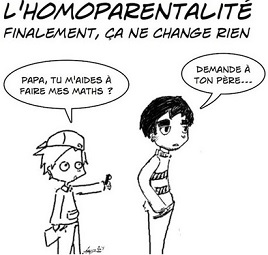 L'HOMOPARENTALITÉ
FINALEMENT, ÇA NE CHANGE RIEN
PAPA, TU M'AIDES À
FAIRE MES MATHS ?
DEMANDE À
TON PÈRE...